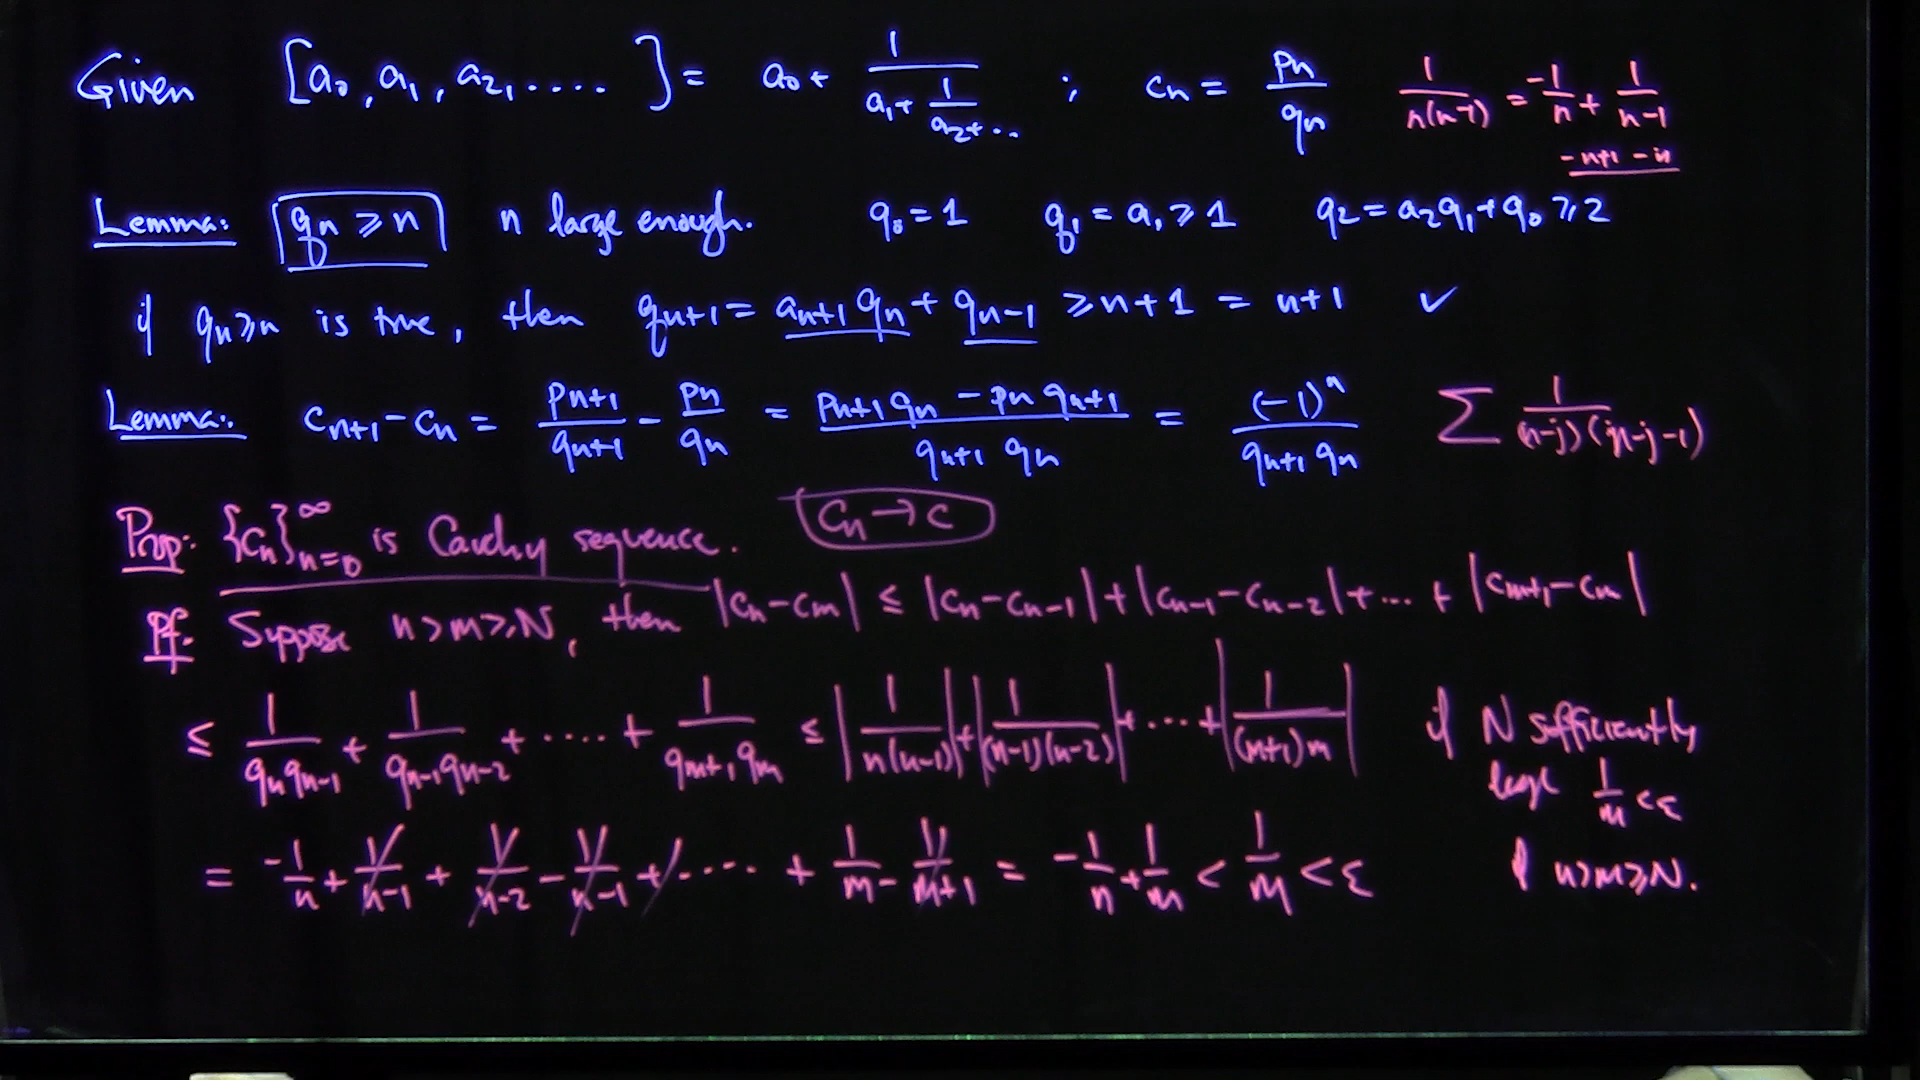 Given [a₀, a₁, a₂, ....] = a₀ + 1/(a₁ + 1/(a₂ + ...)) ; cₙ = pₙ/qₙ 1/(n(n-1)) = -1/n + 1/(n-1)
Lemma: qₙ ⩾ n n large enough. q₀ = 1 q₁ = a₁ ⩾ 1 q₂ = a₂q₁ + q₀ ⩾ 2
if qₙ ⩾ n is true, then qₙ₊₁ = aₙ₊₁ qₙ + qₙ₋₁ ⩾ n + 1 = n+1 ✓
Lemma: cₙ₊₁ - cₙ = pₙ₊₁/qₙ₊₁ - pₙ/qₙ = (pₙ₊₁ qₙ - pₙ qₙ₊₁)/(qₙ₊₁ qₙ) = (-1)ⁿ/(qₙ₊₁ qₙ) Σ 1/((n-j)(n-j-1))
Prop: {cₙ}ₙ₌₀^∞ is Cauchy sequence. cₙ → c
Pf. Suppose n > m ⩾ N, then |cₙ - cₘ| ≤ |cₙ - cₙ₋₁| + |cₙ₋₁ - cₙ₋₂| + ... + |cₘ₊₁ - cₘ|
≤ 1/(qₙqₙ₋₁) + 1/(qₙ₋₁qₙ₋₂) + .... + 1/(qₘ₊₁qₘ) ≤ |1/(n(n-1))| + |1/((n-1)(n-2))| + ... + |1/((m+1)m)| if N sufficiently
large 1/m < ε
= -1/n + 1/(n-1) + 1/(n-2) - 1/(n-1) + .... + 1/m - 1/(m+1) = -1/n + 1/m < 1/m < ε if n > m ⩾ N.